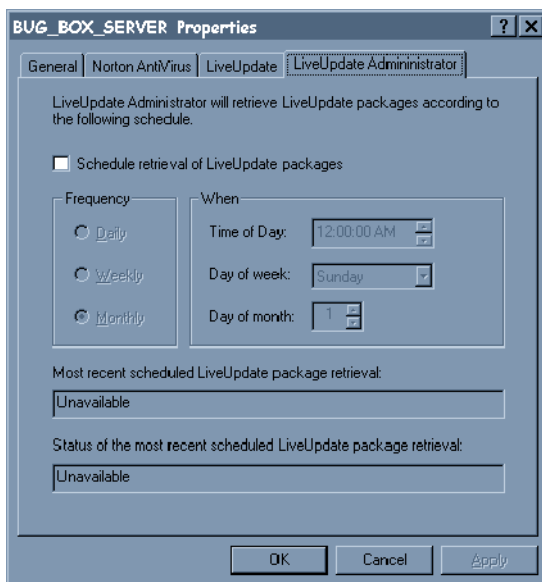 BUG_BOX_SERVER Properties
General Norton AntiVirus LiveUpdate LiveUpdate Admininistrator
LiveUpdate Administrator will retrieve LiveUpdate packages according to
the following schedule.
Schedule retrieval of LiveUpdate packages
Frequency
Daily
Weekly
Monthly
When
Time of Day: 12:00:00 AM
Day of week: Sunday
Day of month: 1
Most recent scheduled LiveUpdate package retrieval:
Unavailable
Status of the most recent scheduled LiveUpdate package retrieval:
Unavailable
OK Cancel Apply